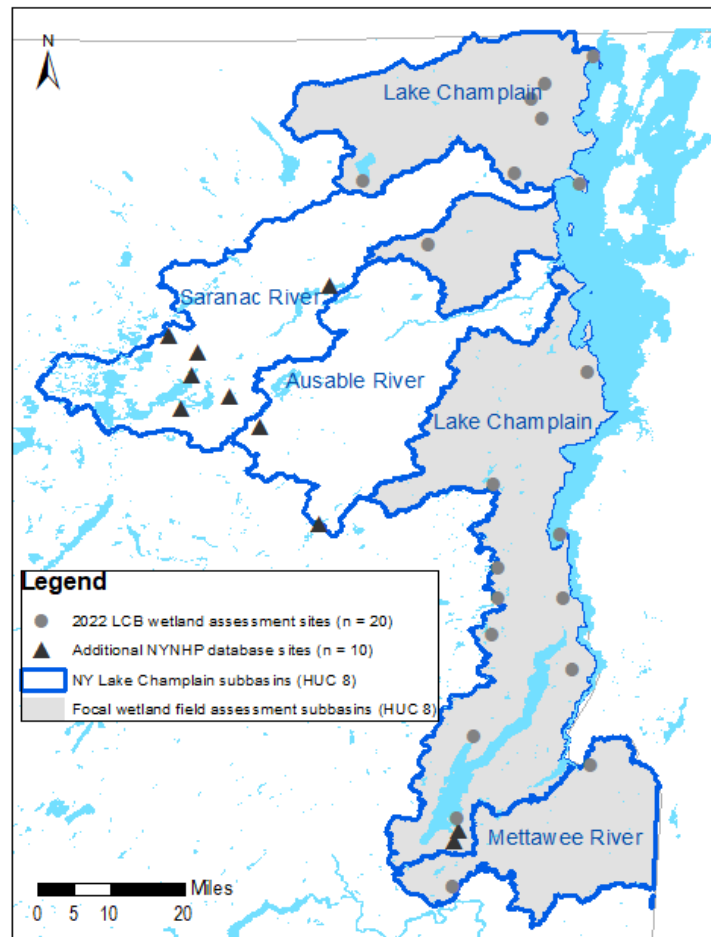 N
Lake Champlain
Saranac River
Ausable River
Lake Champlain
Legend
2022 LCB wetland assessment sites (n = 20)
Additional NYNHP database sites (n = 10)
NY Lake Champlain subbasins (HUC 8)
Focal wetland field assessment subbasins (HUC 8)
Mettawee River
Miles
0 5 10 20